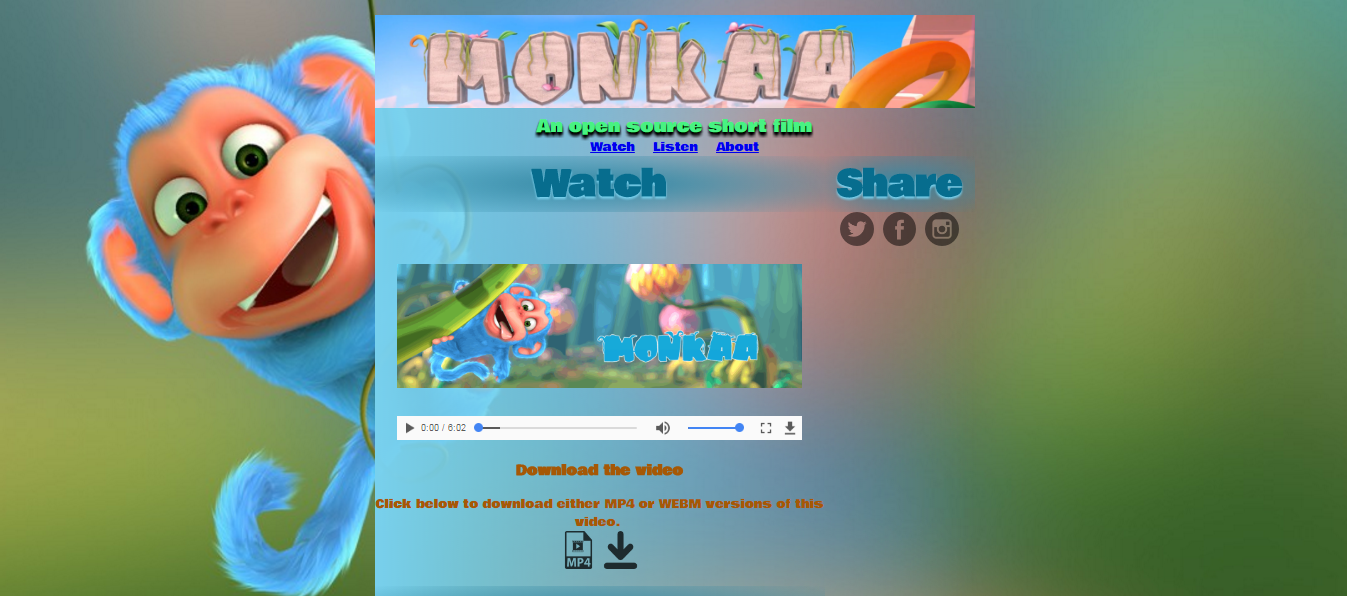 MONKAA
An open source short film
Watch Listen About
Watch Share
MONKAA
0:00 / 6:02
Download the video
Click below to download either MP4 or WEBM versions of this
video.
MP4